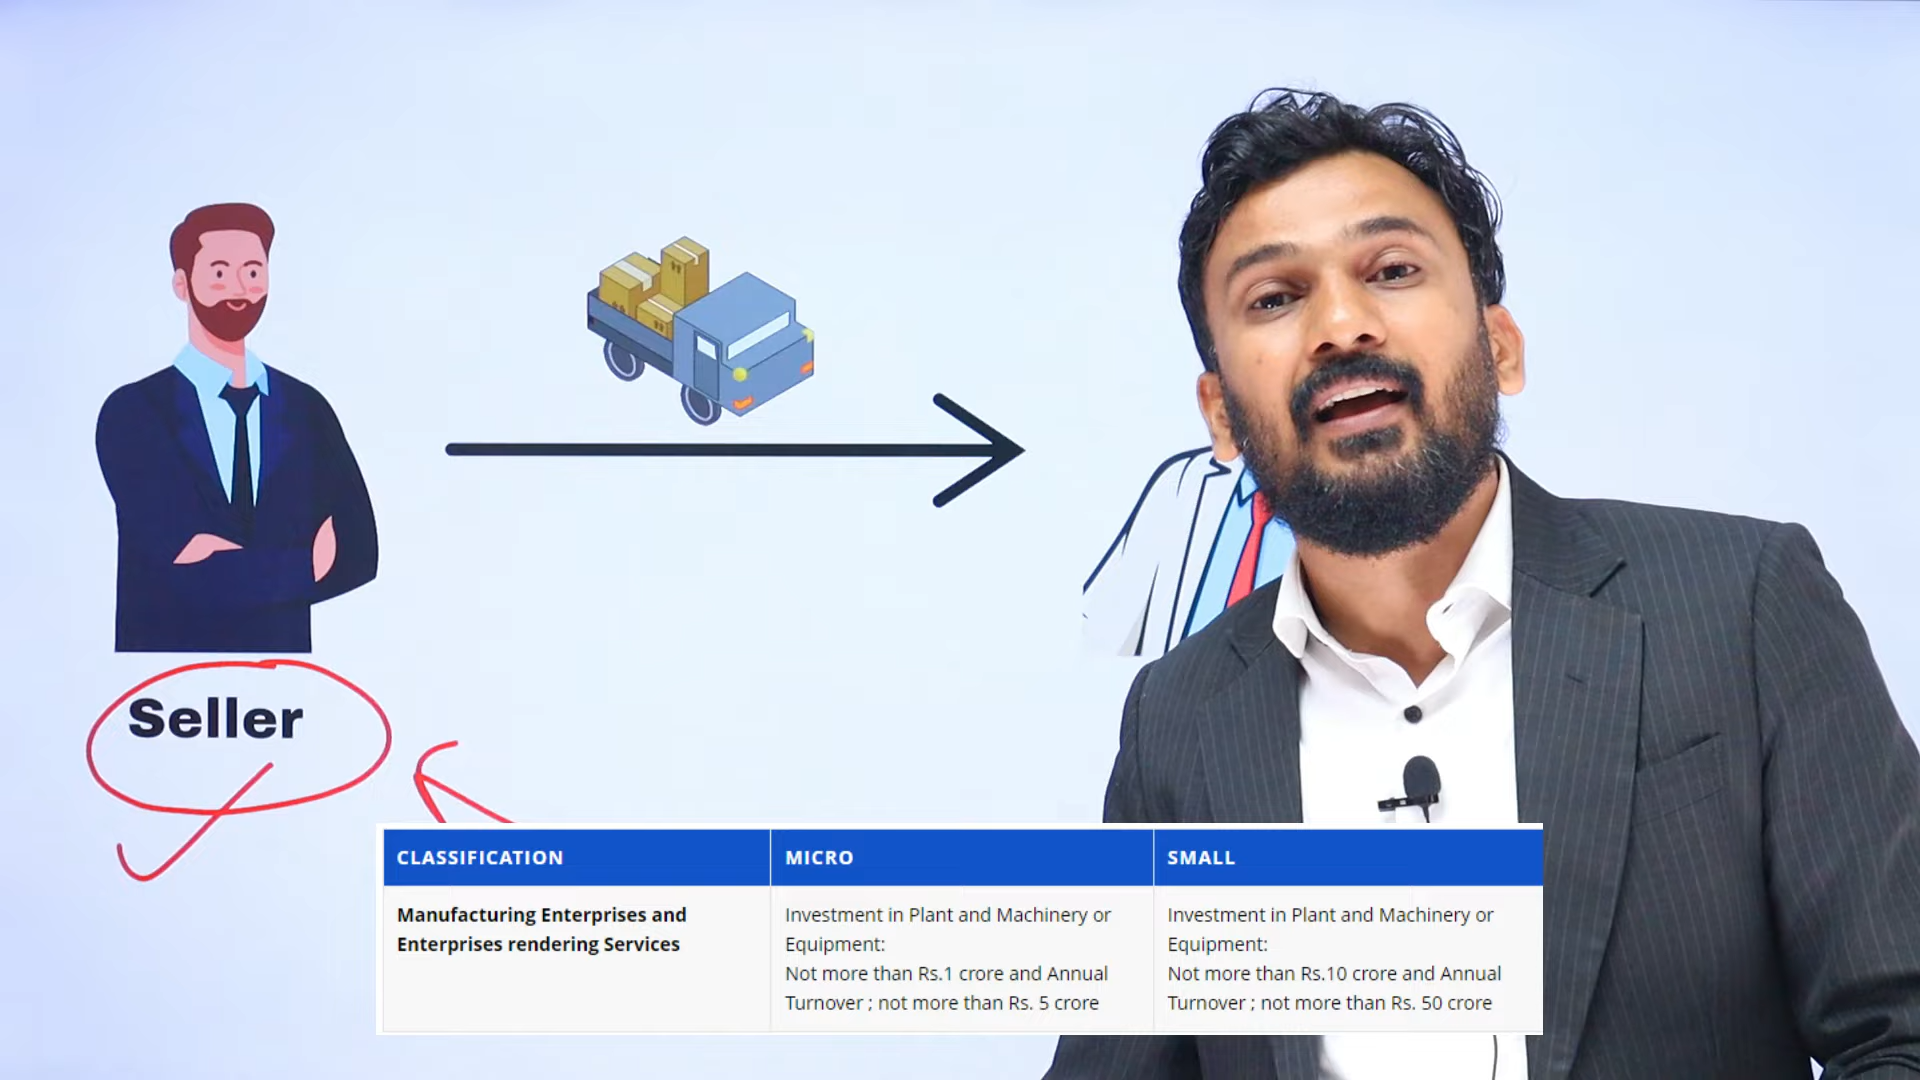 Seller
CLASSIFICATION
MICRO
SMALL
Manufacturing Enterprises and
Enterprises rendering Services
Investment in Plant and Machinery or
Equipment:
Not more than Rs.1 crore and Annual
Turnover ; not more than Rs. 5 crore
Investment in Plant and Machinery or
Equipment:
Not more than Rs.10 crore and Annual
Turnover ; not more than Rs. 50 crore